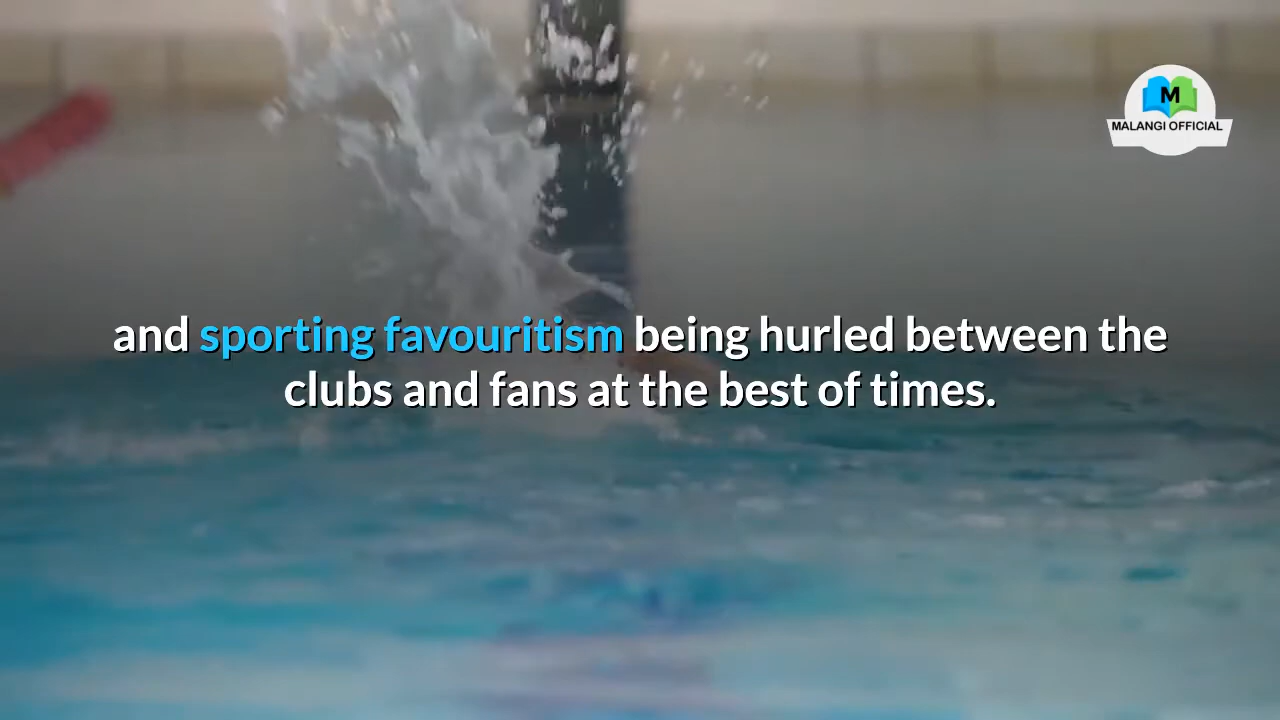 M
MALANGI OFFICIAL
and sporting favouritism being hurled between the
clubs and fans at the best of times.